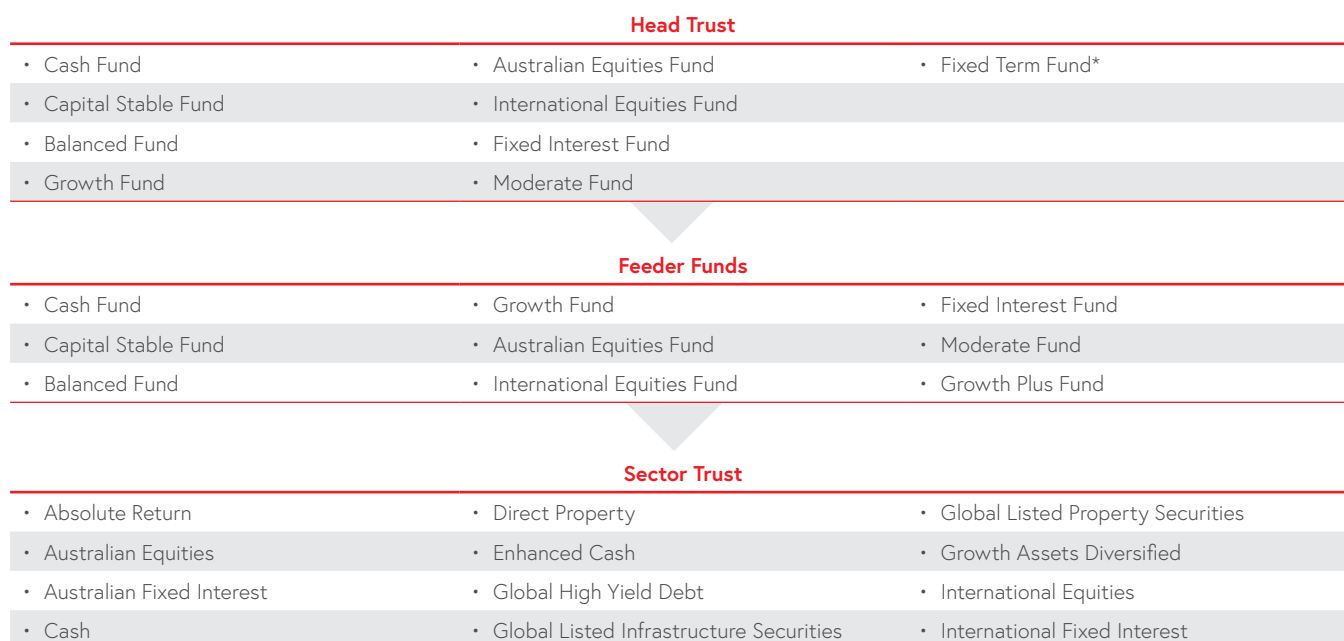 Head Trust
• Cash Fund • Australian Equities Fund • Fixed Term Fund*
• Capital Stable Fund • International Equities Fund
• Balanced Fund • Fixed Interest Fund
• Growth Fund • Moderate Fund
Feeder Funds
• Cash Fund • Growth Fund • Fixed Interest Fund
• Capital Stable Fund • Australian Equities Fund • Moderate Fund
• Balanced Fund • International Equities Fund • Growth Plus Fund
Sector Trust
• Absolute Return • Direct Property • Global Listed Property Securities
• Australian Equities • Enhanced Cash • Growth Assets Diversified
• Australian Fixed Interest • Global High Yield Debt • International Equities
• Cash • Global Listed Infrastructure Securities • International Fixed Interest